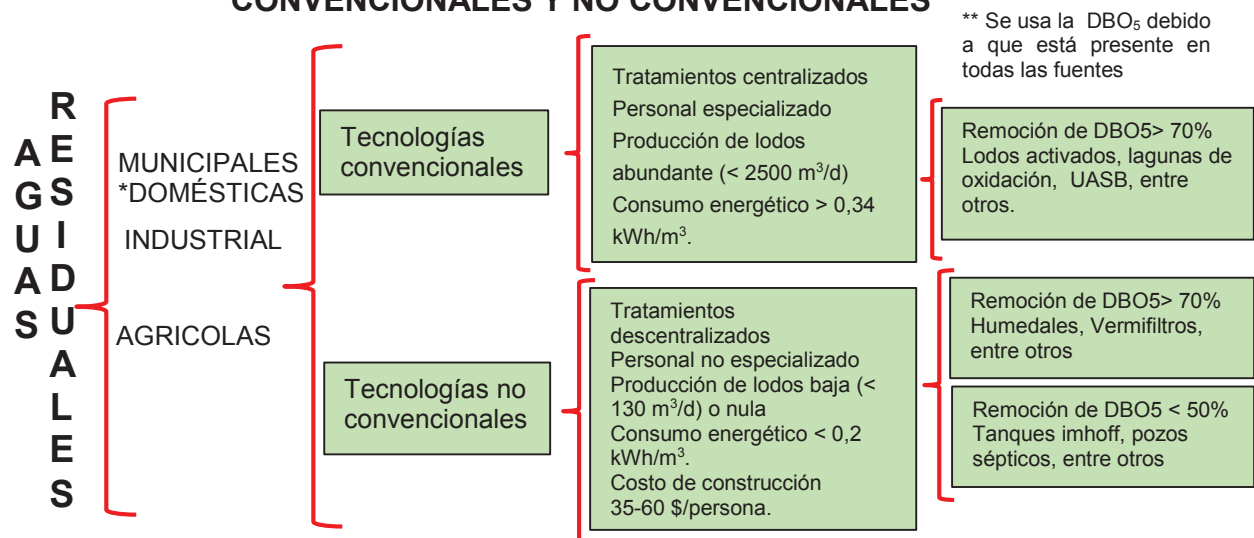 CONVENCIONALES Y NO CONVENCIONALES
** Se usa la DBO₅ debido
a que está presente en
todas las fuentes
AGUAS
RESIDUALES
MUNICIPALES
*DOMÉSTICAS
INDUSTRIAL
AGRICOLAS
Tecnologías
convencionales
Tratamientos centralizados
Personal especializado
Producción de lodos
abundante (< 2500 m³/d)
Consumo energético > 0,34
kWh/m³.
Remoción de DBO5> 70%
Lodos activados, lagunas de
oxidación, UASB, entre
otros.
Tecnologías no
convencionales
Tratamientos
descentralizados
Personal no especializado
Producción de lodos baja (<
130 m³/d) o nula
Consumo energético < 0,2
kWh/m³.
Costo de construcción
35-60 $/persona.
Remoción de DBO5> 70%
Humedales, Vermifiltros,
entre otros
Remoción de DBO5 < 50%
Tanques imhoff, pozos
sépticos, entre otros